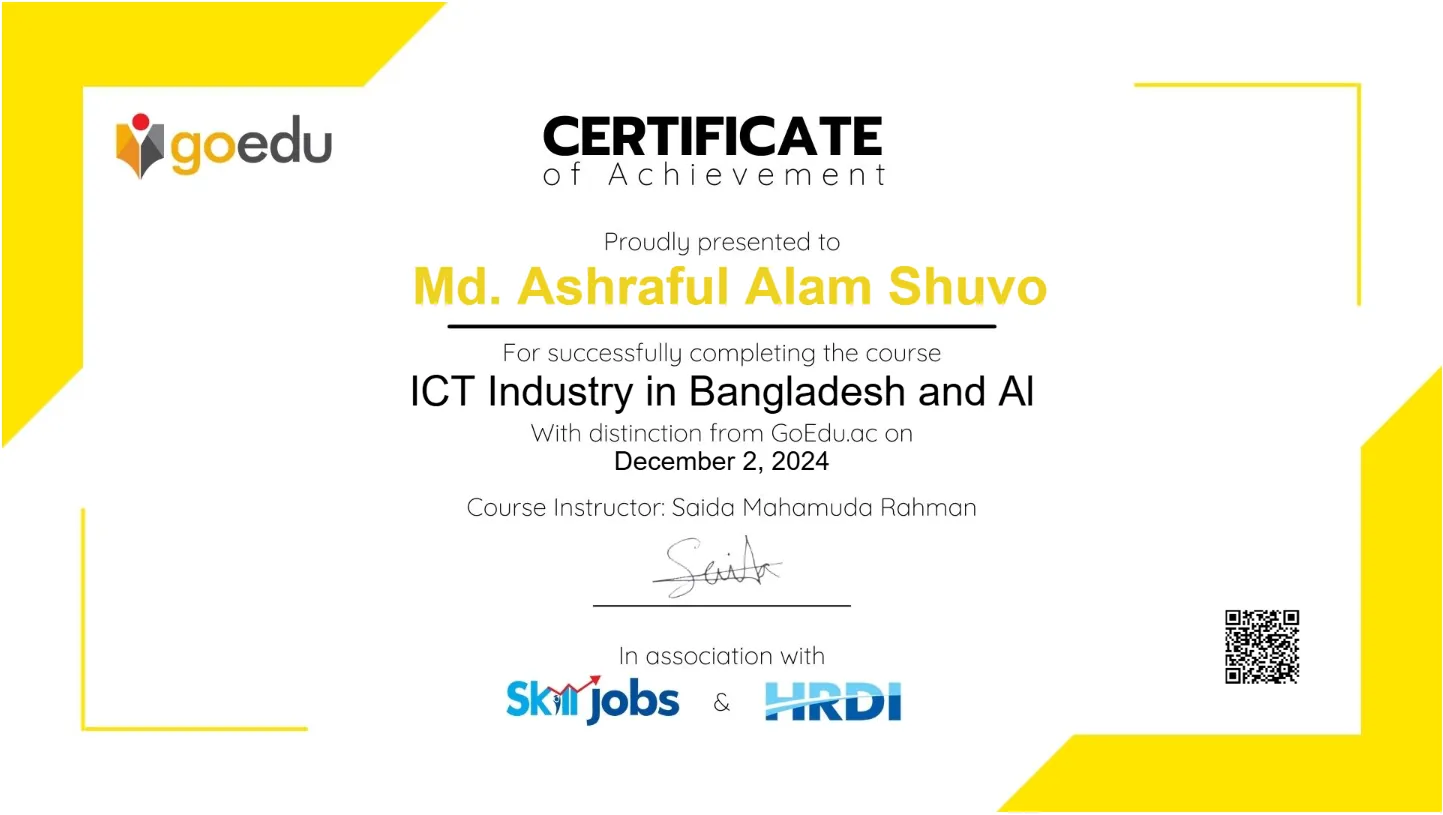 goedu
CERTIFICATE
of Achievement
Proudly presented to
Md. Ashraful Alam Shuvo
For successfully completing the course
ICT Industry in Bangladesh and AI
With distinction from GoEdu.ac on
December 2, 2024
Course Instructor: Saida Mahamuda Rahman
Saida
In association with
Skill jobs & HRDI